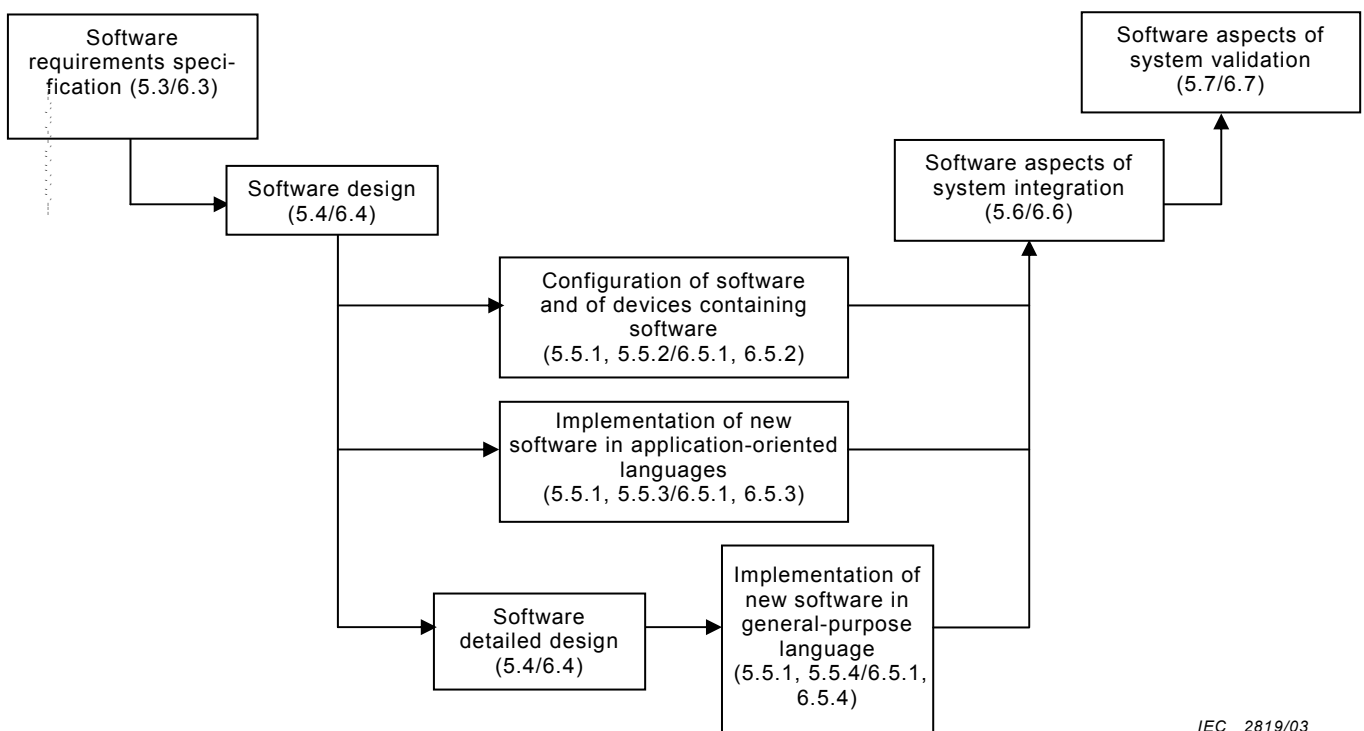 Software
requirements speci-
fication (5.3/6.3)
Software aspects of
system validation
(5.7/6.7)
Software design
(5.4/6.4)
Software aspects of
system integration
(5.6/6.6)
Configuration of software
and of devices containing
software
(5.5.1, 5.5.2/6.5.1, 6.5.2)
Implementation of new
software in application-oriented
languages
(5.5.1, 5.5.3/6.5.1, 6.5.3)
Software
detailed design
(5.4/6.4)
Implementation of
new software in
general-purpose
language
(5.5.1, 5.5.4/6.5.1,
6.5.4)
IEC 2819/03